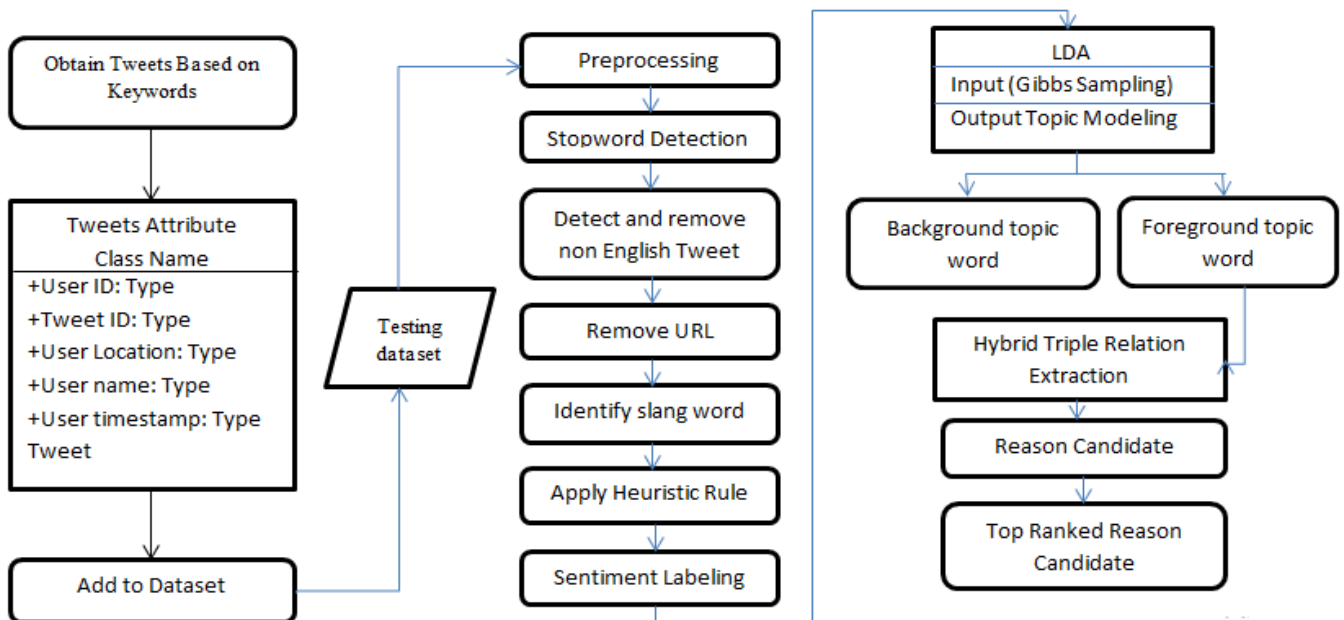 Obtain Tweets Based on
Keywords
Tweets Attribute
Class Name
+User ID: Type
+Tweet ID: Type
+User Location: Type
+User name: Type
+User timestamp: Type
Tweet
Add to Dataset
Testing
dataset
Preprocessing
Stopword Detection
Detect and remove
non English Tweet
Remove URL
Identify slang word
Apply Heuristic Rule
Sentiment Labeling
LDA
Input (Gibbs Sampling)
Output Topic Modeling
Background topic
word
Foreground topic
word
Hybrid Triple Relation
Extraction
Reason Candidate
Top Ranked Reason
Candidate